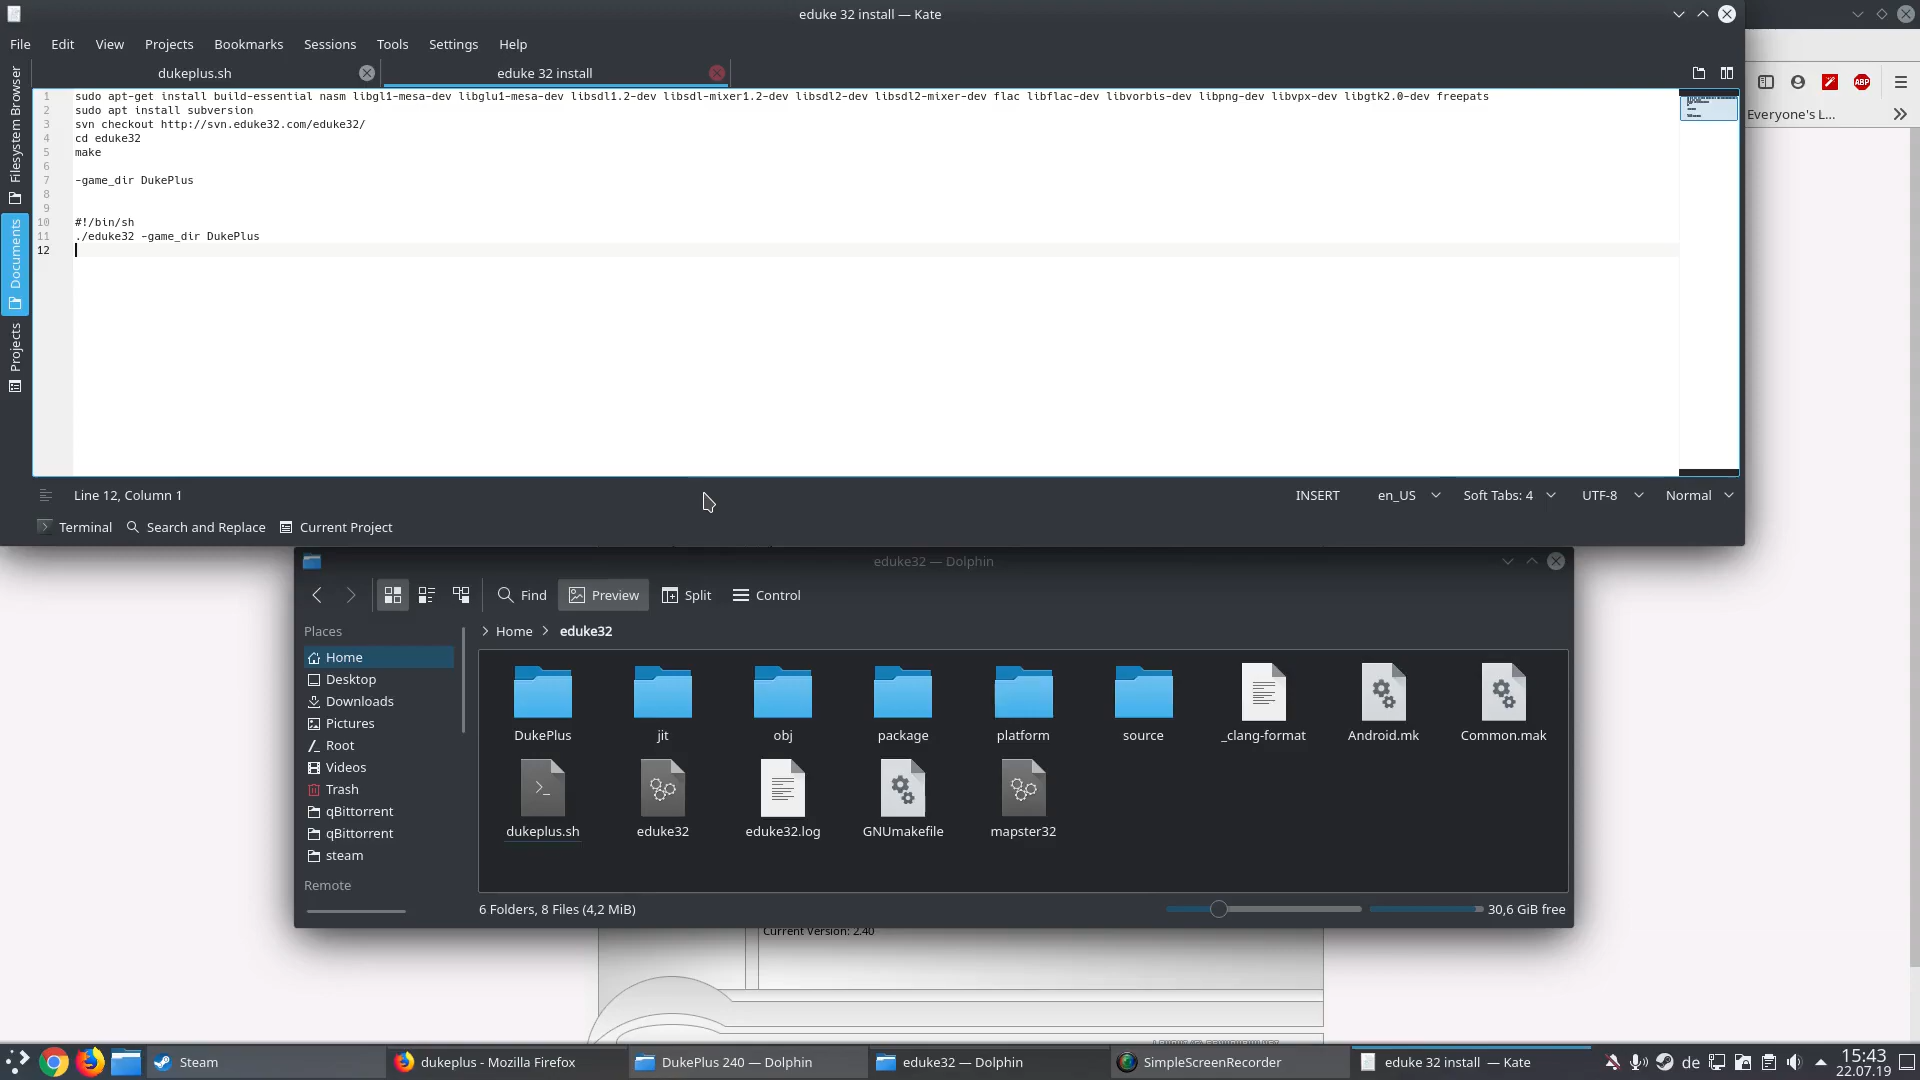 eduke 32 install — Kate
File Edit View Projects Bookmarks Sessions Tools Settings Help
dukeplus.sh
eduke 32 install
Filesystem Browser
Documents
Projects
1 sudo apt-get install build-essential nasm libgl1-mesa-dev libglu1-mesa-dev libsdl1.2-dev libsdl-mixer1.2-dev libsdl2-dev libsdl2-mixer-dev flac libflac-dev libvorbis-dev libpng-dev libvpx-dev libgtk2.0-dev freepats
2 sudo apt install subversion
3 svn checkout http://svn.eduke32.com/eduke32/
4 cd eduke32
5 make
6
7 -game_dir DukePlus
8
9
10 #!/bin/sh
11 ./eduke32 -game_dir DukePlus
12
Line 12, Column 1
INSERT en_US Soft Tabs: 4 UTF-8 Normal
Terminal Search and Replace Current Project
ABP
Everyone's L...
eduke32 — Dolphin
Find Preview Split Control
Places
Home
Desktop
Downloads
Pictures
Root
Videos
Trash
qBittorrent
qBittorrent
steam
Remote
Home eduke32
DukePlus jit obj package platform source _clang-format Android.mk Common.mak
dukeplus.sh eduke32 eduke32.log GNUmakefile mapster32
6 Folders, 8 Files (4,2 MiB)
30,6 GiB free
Current Version: 2.40
Steam
dukeplus - Mozilla Firefox
DukePlus 240 — Dolphin
eduke32 — Dolphin
SimpleScreenRecorder
eduke 32 install — Kate
de
15:43
22.07.19